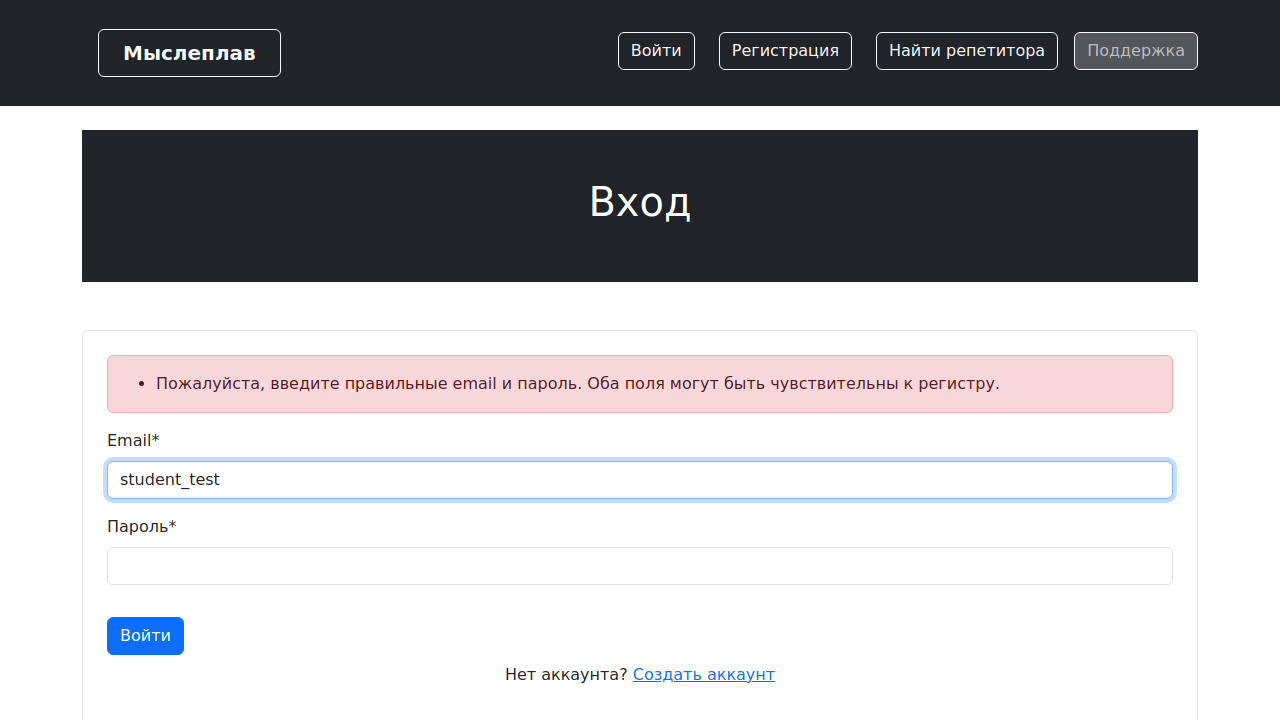 Мыслеплав
Войти
Регистрация
Найти репетитора
Поддержка
Вход
Пожалуйста, введите правильные email и пароль. Оба поля могут быть чувствительны к регистру.
Email*
student_test
Пароль*
Войти
Нет аккаунта? Создать аккаунт